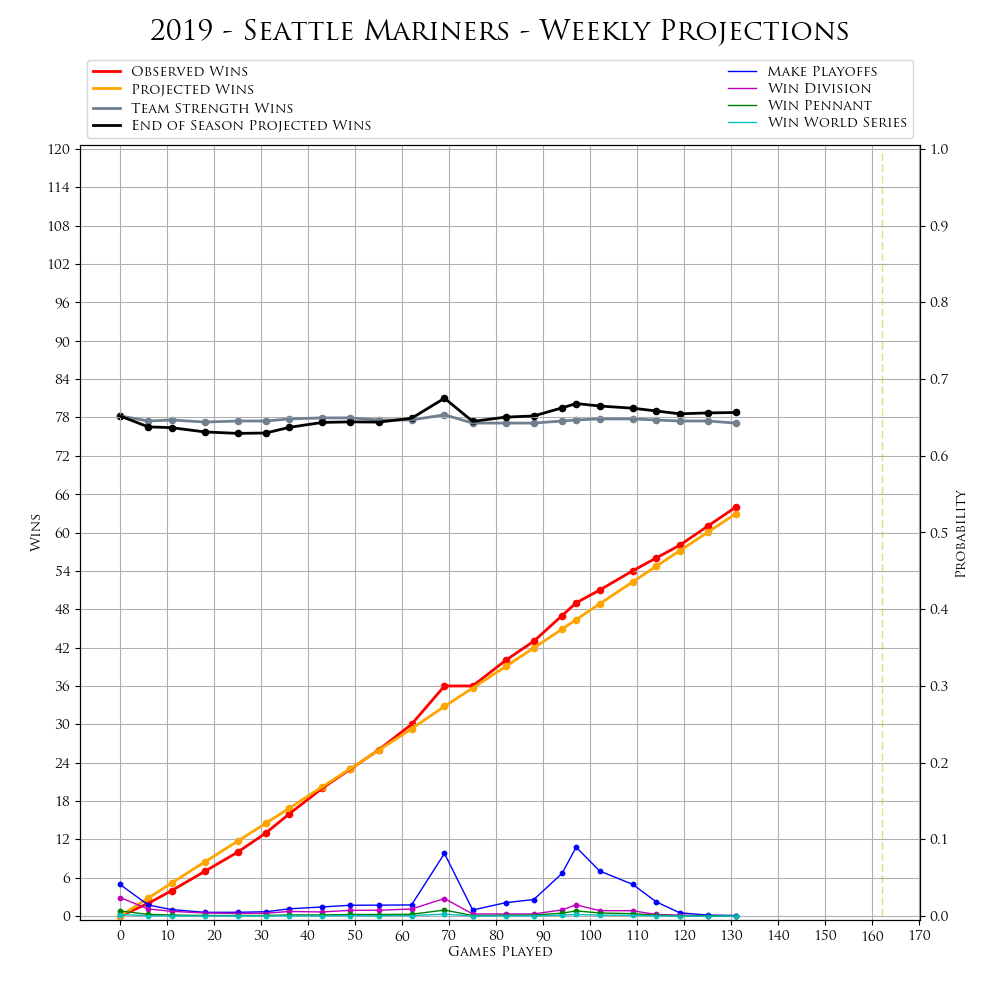 2019 - Seattle Mariners - Weekly Projections
Observed Wins
Projected Wins
Team Strength Wins
End of Season Projected Wins
Make Playoffs
Win Division
Win Pennant
Win World Series
120
114
108
102
96
90
84
78
72
66
60
54
48
42
36
30
24
18
12
6
0
Wins
1.0
0.9
0.8
0.7
0.6
0.5
0.4
0.3
0.2
0.1
0.0
Probability
0 10 20 30 40 50 60 70 80 90 100 110 120 130 140 150 160 170
Games Played